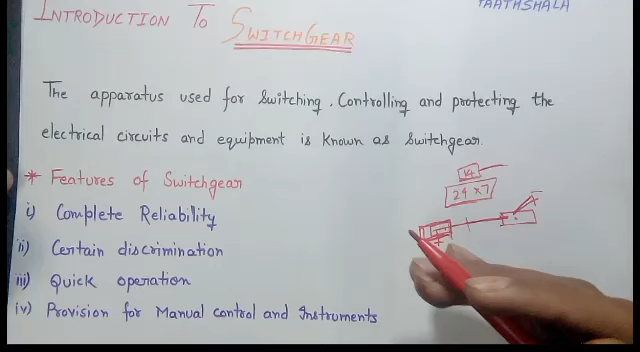 PAATHSHALA
INTRODUCTION TO SWITCHGEAR
The apparatus used for Switching . Controlling and protecting the
electrical circuits and equipment is known as Switchgear.
* Features of Switchgear
i) Complete Reliability
ii) Certain discrimination
iii) Quick operation
iv) Provision for Manual control and Instruments
24 x 7